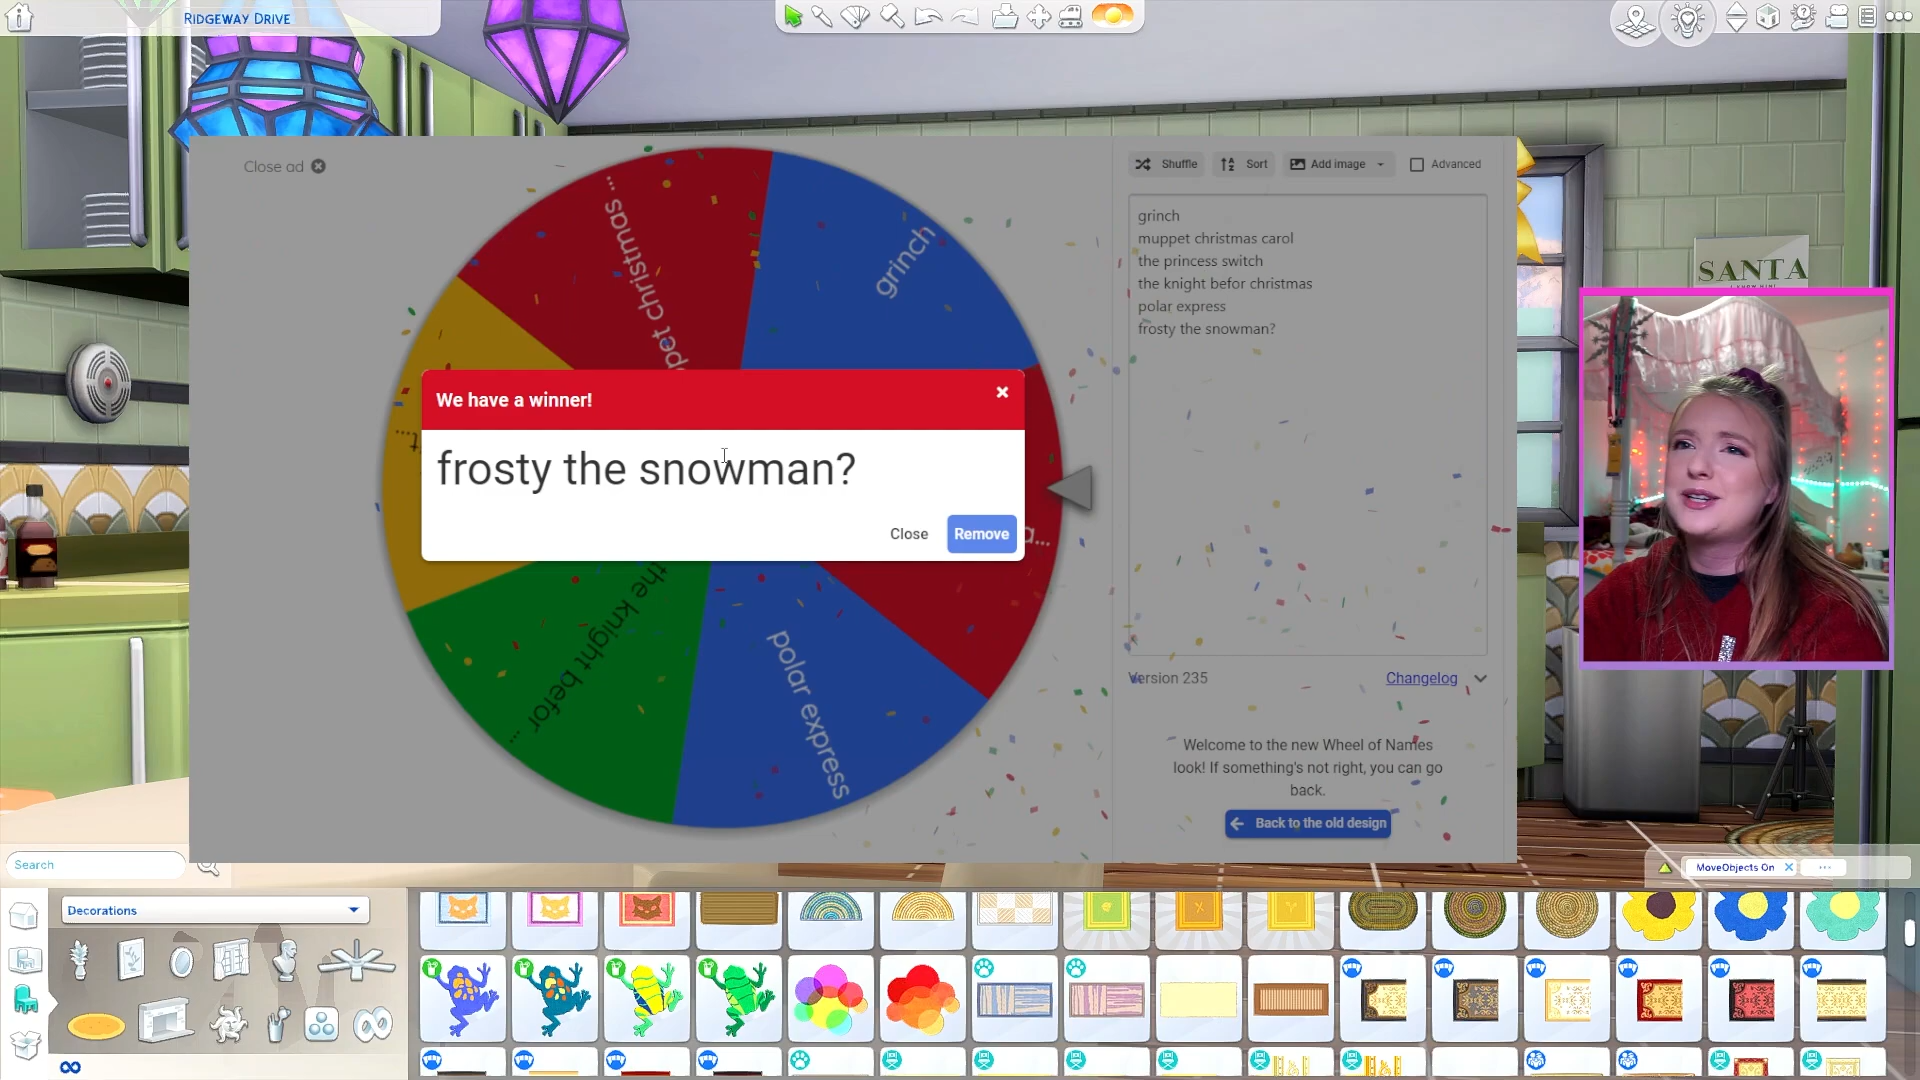 RIDGEWAY DRIVE
Close ad
Shuffle
Sort
Add image
Advanced
grinch
muppet christmas carol
the princess switch
the knight befor christmas
polar express
frosty the snowman?
pet christmas ...
grinch
SANTA
We have a winner!
frosty the snowman?
Close
Remove
the knight befor...
polar express
Version 235
Changelog
Welcome to the new Wheel of Names
look! If something's not right, you can go
back.
Back to the old design
Search
MoveObjects On
Decorations